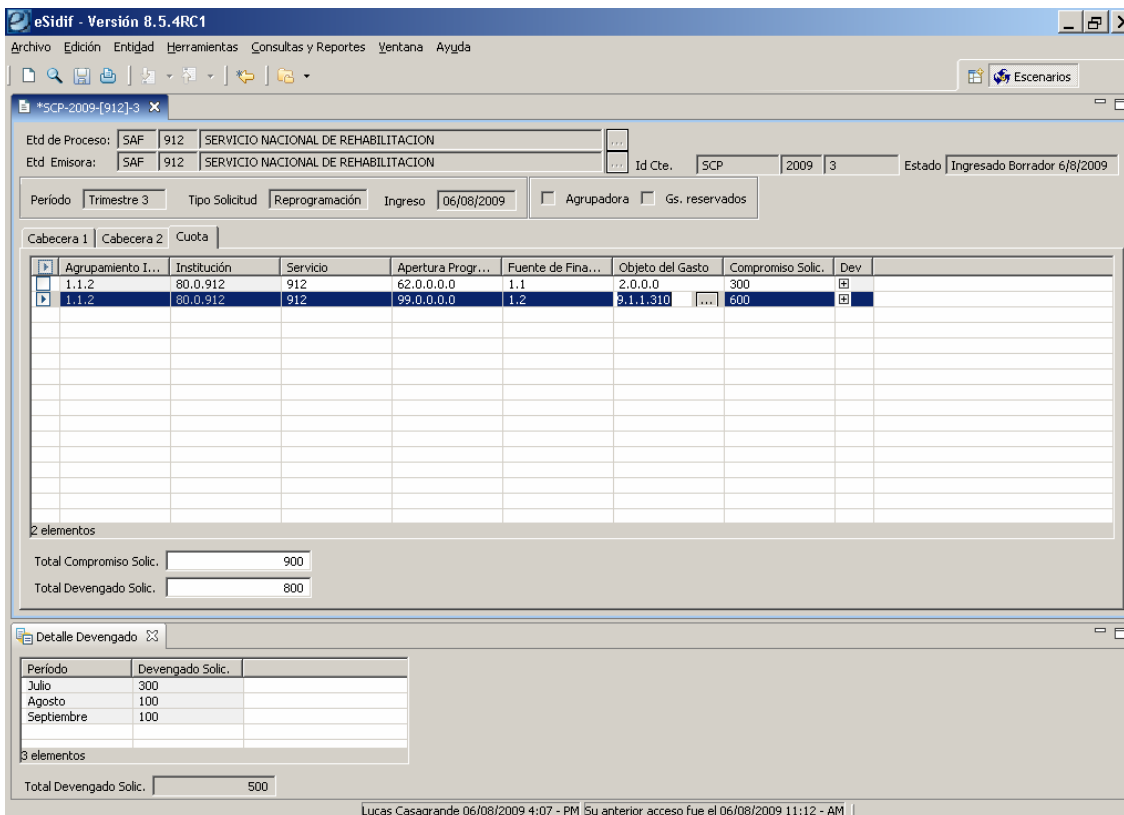 eSidif - Versión 8.5.4RC1
Archivo Edición Entidad Herramientas Consultas y Reportes Ventana Ayuda
Escenarios
*SCP-2009-[912]-3
Etd de Proceso: SAF 912 SERVICIO NACIONAL DE REHABILITACION ...
Etd Emisora: SAF 912 SERVICIO NACIONAL DE REHABILITACION ... Id Cte. SCP 2009 3 Estado Ingresado Borrador 6/8/2009
Período Trimestre 3 Tipo Solicitud Reprogramación Ingreso 06/08/2009 Agrupadora Gs. reservados
Cabecera 1 Cabecera 2 Cuota
Agrupamiento I... Institución Servicio Apertura Progr... Fuente de Fina... Objeto del Gasto Compromiso Solic. Dev
1.1.2 80.0.912 912 62.0.0.0.0 1.1 2.0.0.0 300
1.1.2 80.0.912 912 99.0.0.0.0 1.2 9.1.1.310 ... 600
2 elementos
Total Compromiso Solic. 900
Total Devengado Solic. 800
Detalle Devengado
Período Devengado Solic.
Julio 300
Agosto 100
Septiembre 100
3 elementos
Total Devengado Solic. 500
Lucas Casagrande 06/08/2009 4:07 - PM Su anterior acceso fue el 06/08/2009 11:12 - AM